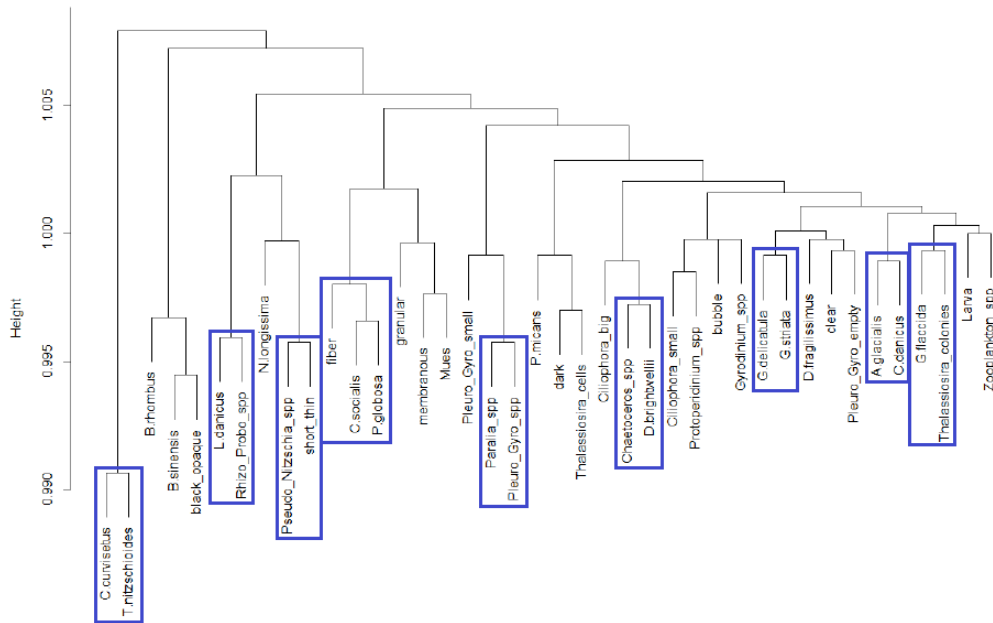 Height
1.005
1.000
0.995
0.990
C.curvisetus
T.nitzschioides
B.rhombus
B.sinensis
black_opaque
L.danicus
Rhizo_Probo_spp
N.longissima
Pseudo_Nitzschia_spp
short_thin
fiber
C.socialis
P.globosa
granular
membranous
Mues
Pleuro_Gyro_small
Paralia_spp
Pleuro_Gyro_spp
P.micans
dark
Thalassiosira_cells
Ciliophora_big
Chaetoceros_spp
D.brightwellii
Ciliophora_small
Protoperidinium_spp
bubble
Gyrodinium_spp
G.delicatula
G.striata
D.fragilissimus
clear
Pleuro_Gyro_empty
A.glacialis
C.danicus
G.flaccida
Thalassiosira_colonies
Larva
Zooplankton_spp